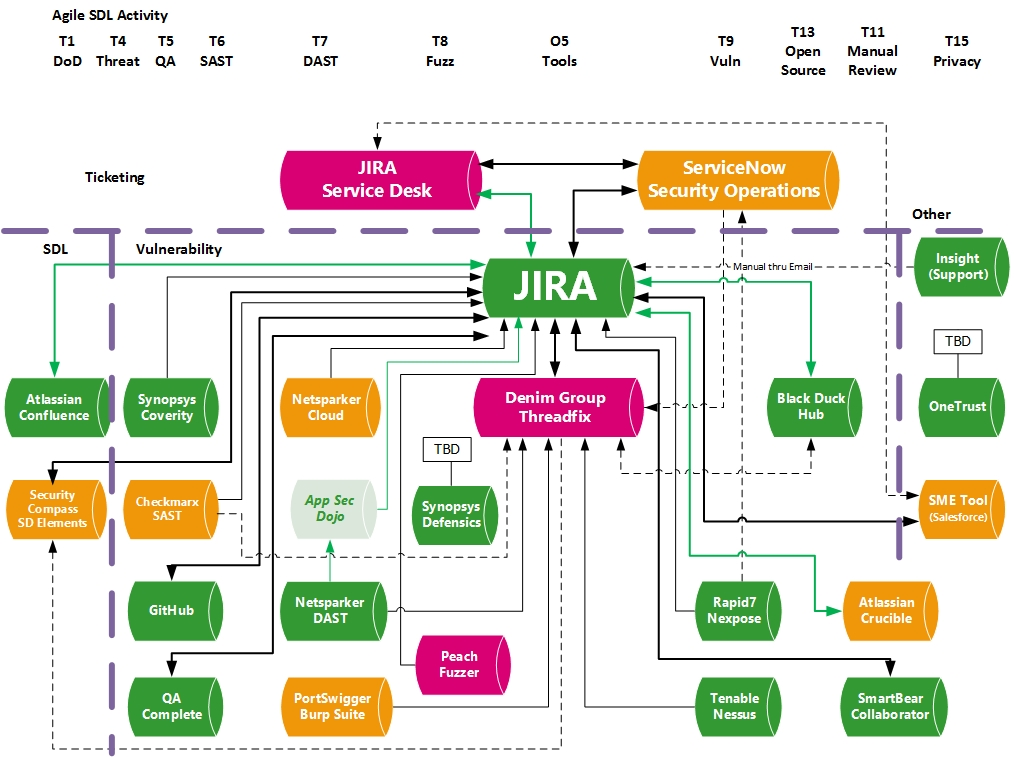 Agile SDL Activity
T1
DoD
T4
Threat
T5
QA
T6
SAST
T7
DAST
T8
Fuzz
O5
Tools
T9
Vuln
T13
Open
Source
T11
Manual
Review
T15
Privacy
Ticketing
JIRA
Service Desk
ServiceNow
Security Operations
Other
SDL
Vulnerability
JIRA
Manual thru Email
Insight
(Support)
TBD
Atlassian
Confluence
Synopsys
Coverity
Netsparker
Cloud
Denim Group
Threadfix
Black Duck
Hub
OneTrust
TBD
Security
Compass
SD Elements
Checkmarx
SAST
App Sec
Dojo
Synopsys
Defensics
SME Tool
(Salesforce)
GitHub
Netsparker
DAST
Rapid7
Nexpose
Atlassian
Crucible
Peach
Fuzzer
QA
Complete
PortSwigger
Burp Suite
Tenable
Nessus
SmartBear
Collaborator